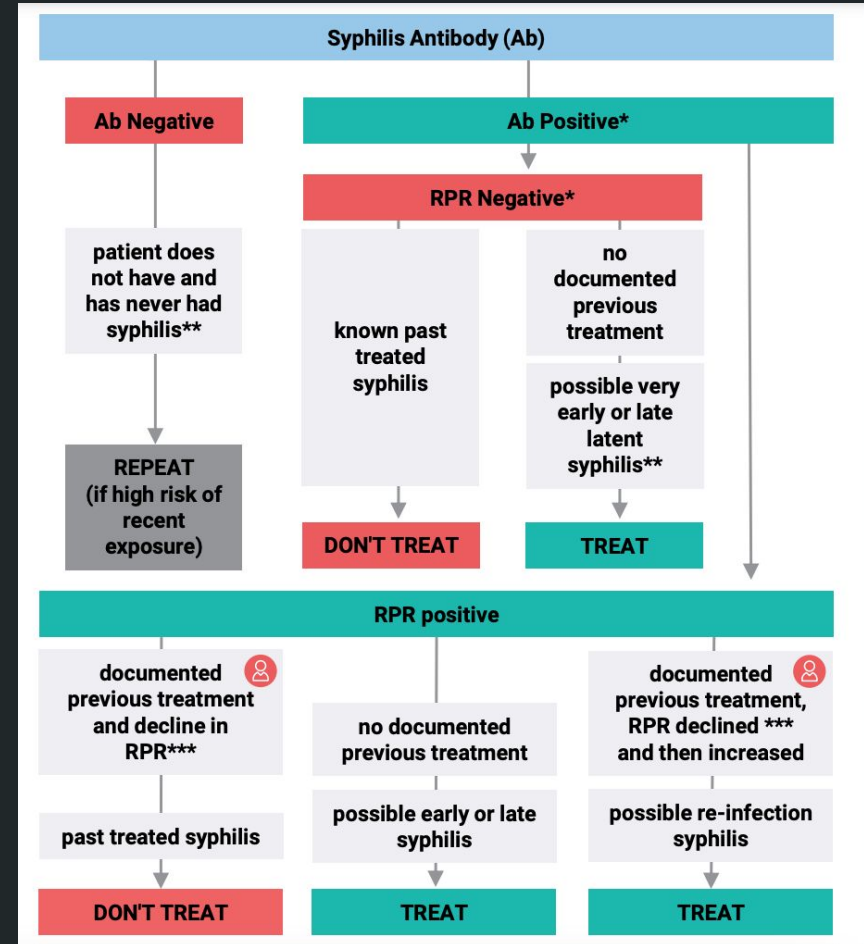 Syphilis Antibody (Ab)
Ab Negative
Ab Positive*
RPR Negative*
patient does
not have and
has never had
syphilis**
known past
treated
syphilis
no
documented
previous
treatment
possible very
early or late
latent
syphilis**
REPEAT
(if high risk of
recent
exposure)
DON'T TREAT
TREAT
RPR positive
documented
previous treatment
and decline in
RPR***
no documented
previous treatment
documented
previous treatment,
RPR declined ***
and then increased
past treated syphilis
possible early or late
syphilis
possible re-infection
syphilis
DON'T TREAT
TREAT
TREAT